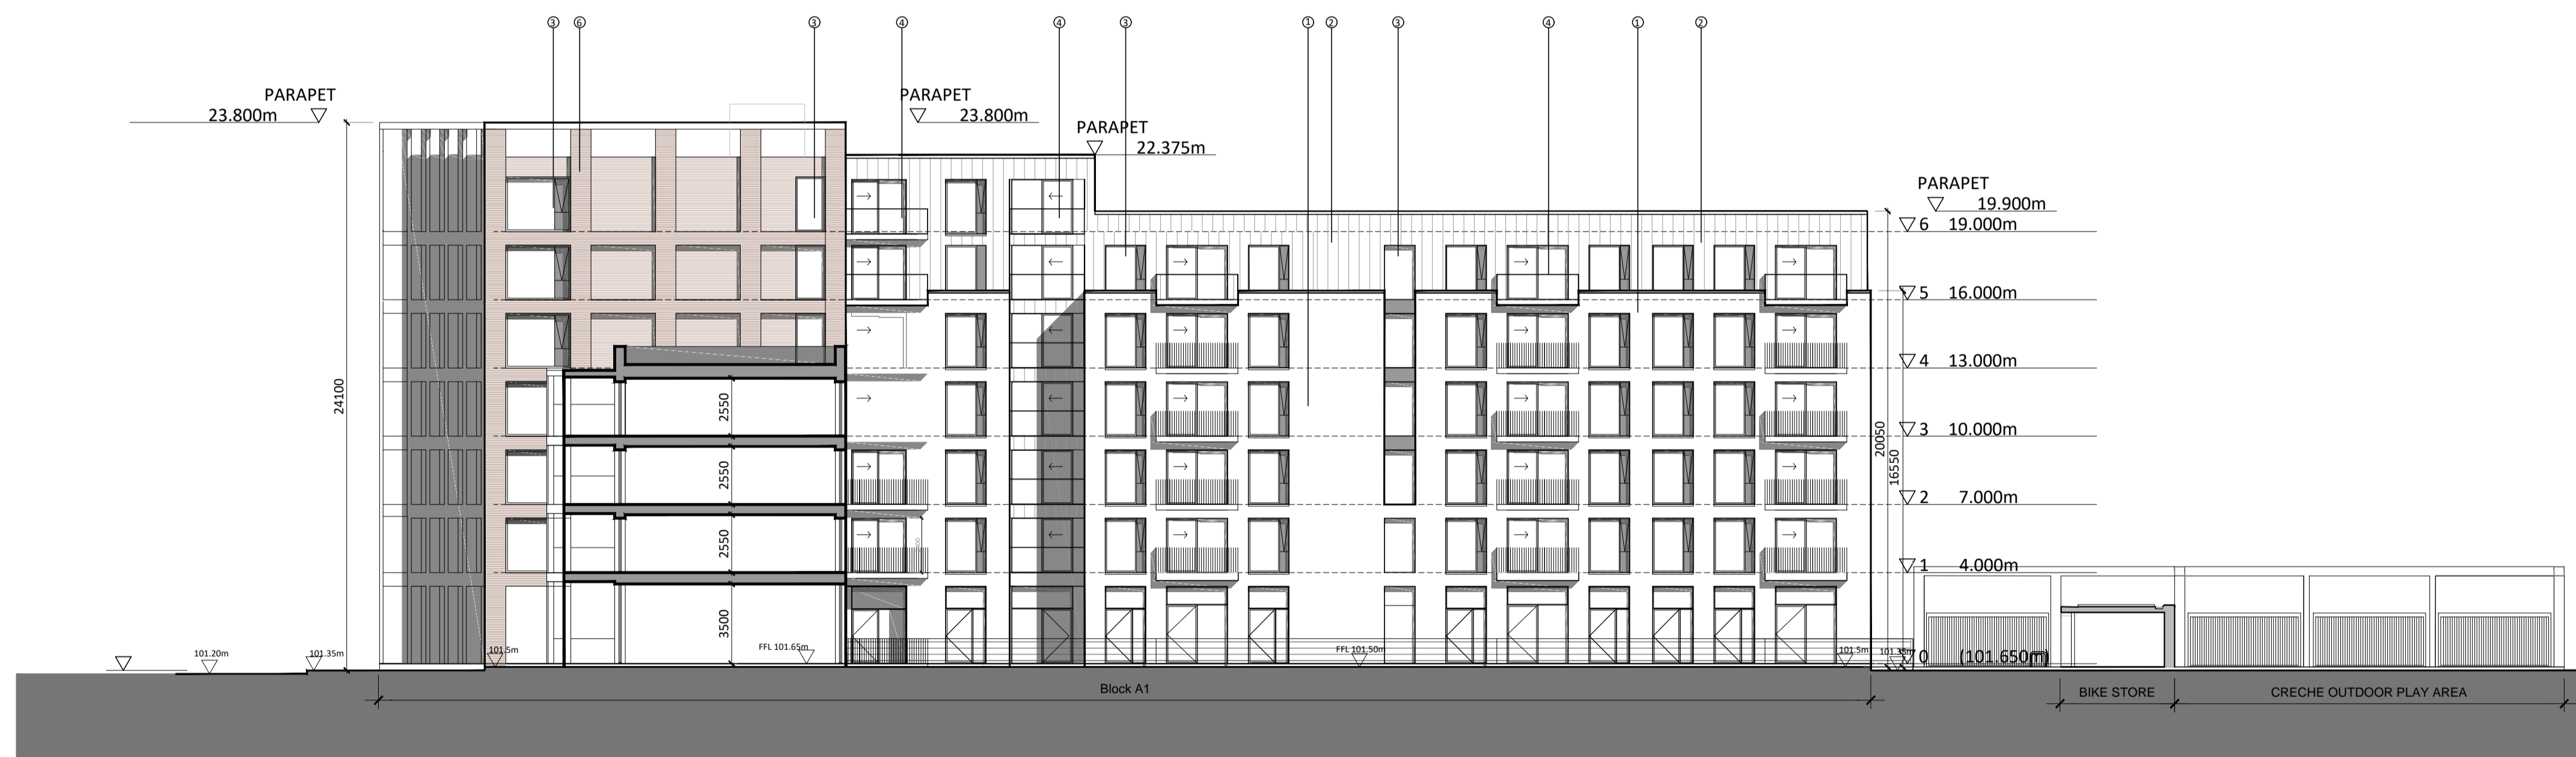 3 6 3 4 4 3 1 2 3 4 1 2
PARAPET
23.800m
PARAPET
23.800m
PARAPET
22.375m
PARAPET
19.900m
6 19.000m
5 16.000m
4 13.000m
3 10.000m
2 7.000m
1 4.000m
0 (101.650m)
24100
2550
2550
2550
3500
20050
16550
101.20m
101.35m
101.5m
FFL 101.65m
FFL 101.50m
101.5m
Block A1
BIKE STORE
CRECHE OUTDOOR PLAY AREA